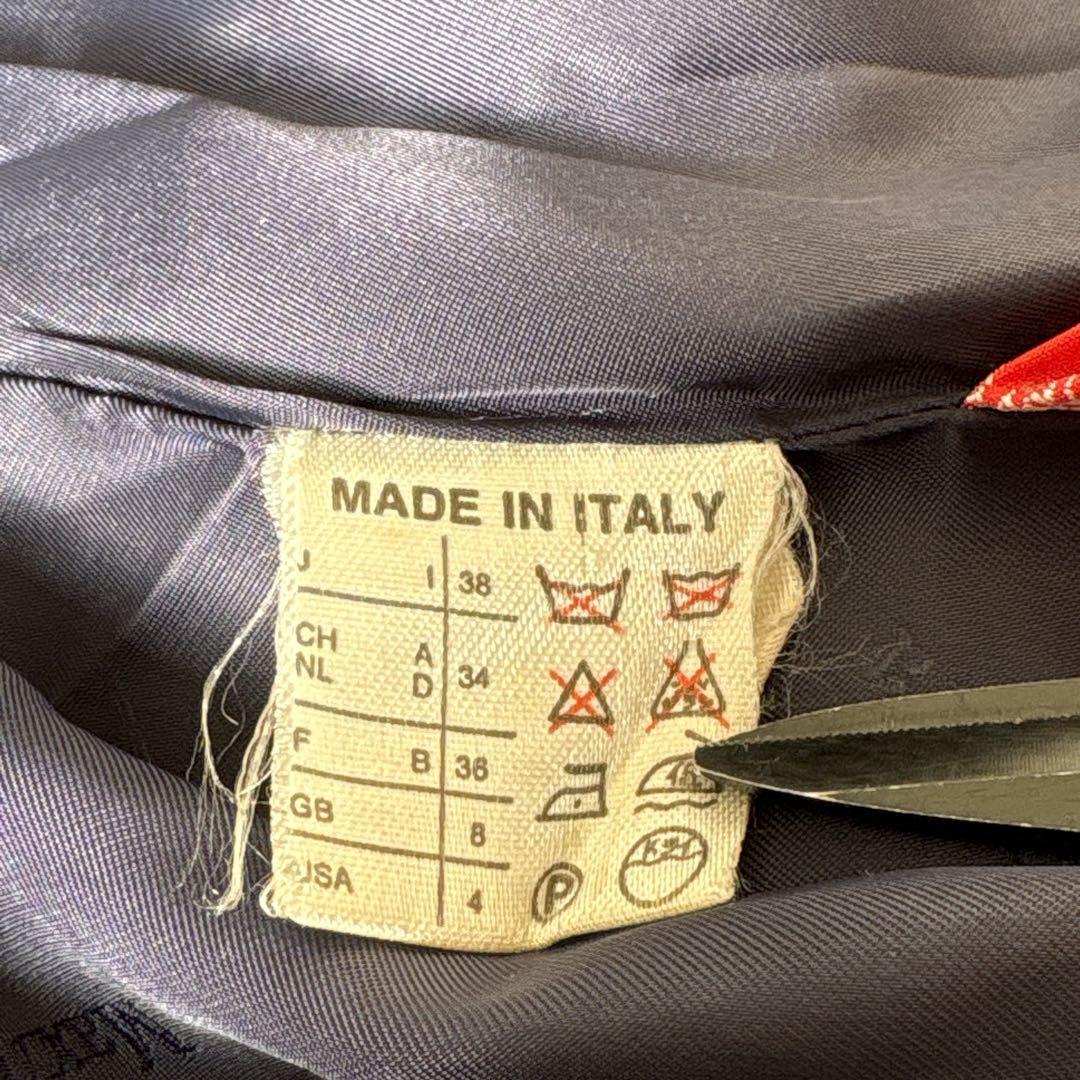 MADE IN ITALY
J I 38
CH A
NL D 34
F B 36
GB 8
USA 4
P